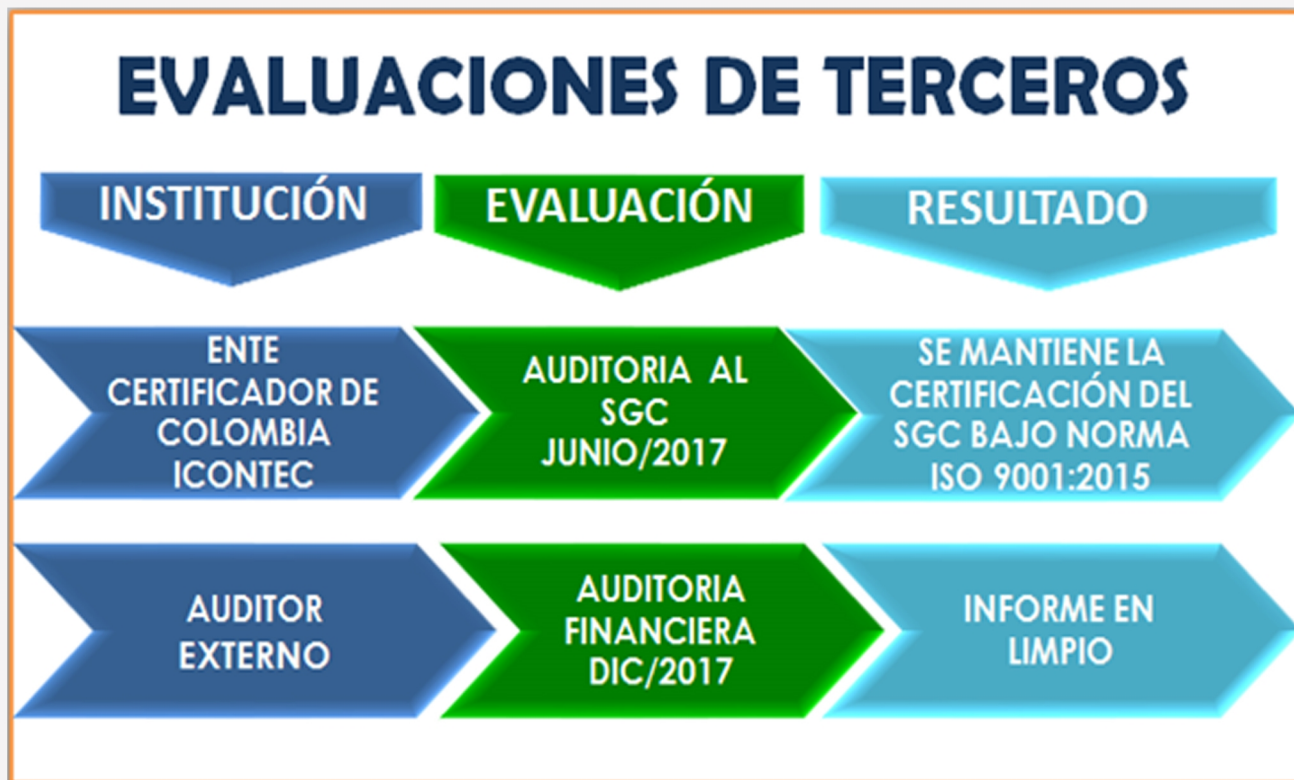 EVALUACIONES DE TERCEROS
INSTITUCIÓN
EVALUACIÓN
RESULTADO
ENTE
CERTIFICADOR DE
COLOMBIA
ICONTEC
AUDITORIA AL
SGC
JUNIO/2017
SE MANTIENE LA
CERTIFICACIÓN DEL
SGC BAJO NORMA
ISO 9001:2015
AUDITOR
EXTERNO
AUDITORIA
FINANCIERA
DIC/2017
INFORME EN
LIMPIO